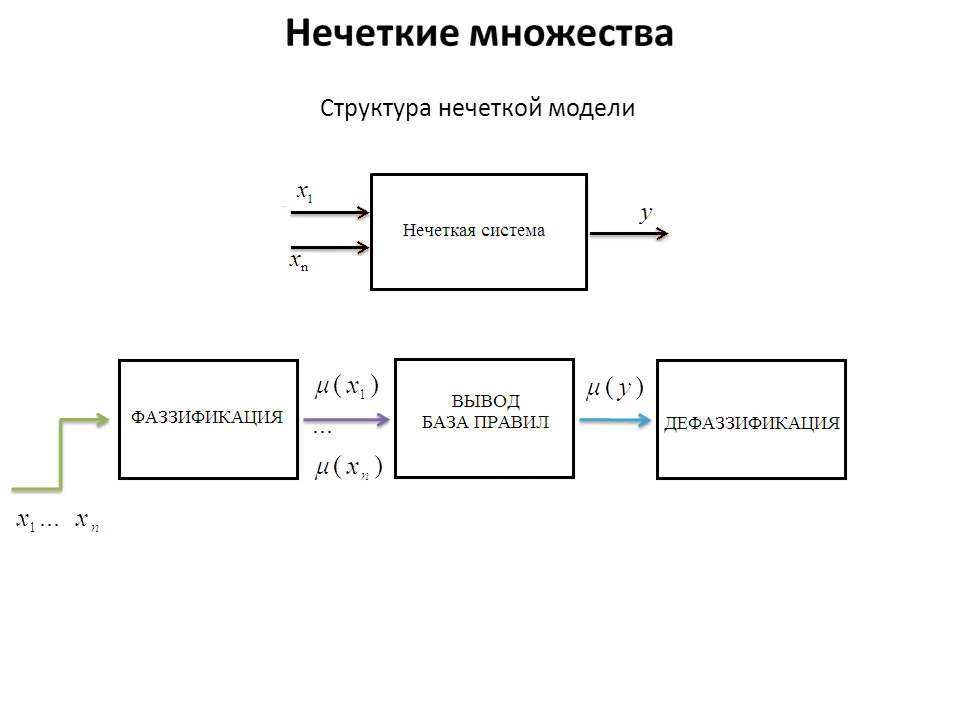 Нечеткие множества
Структура нечеткой модели
x1
xn
Нечеткая система
y
ФАЗЗИФИКАЦИЯ
μ(x1)
...
μ(xn)
ВЫВОД
БАЗА ПРАВИЛ
μ(y)
ДЕФАЗЗИФИКАЦИЯ
x1... xn